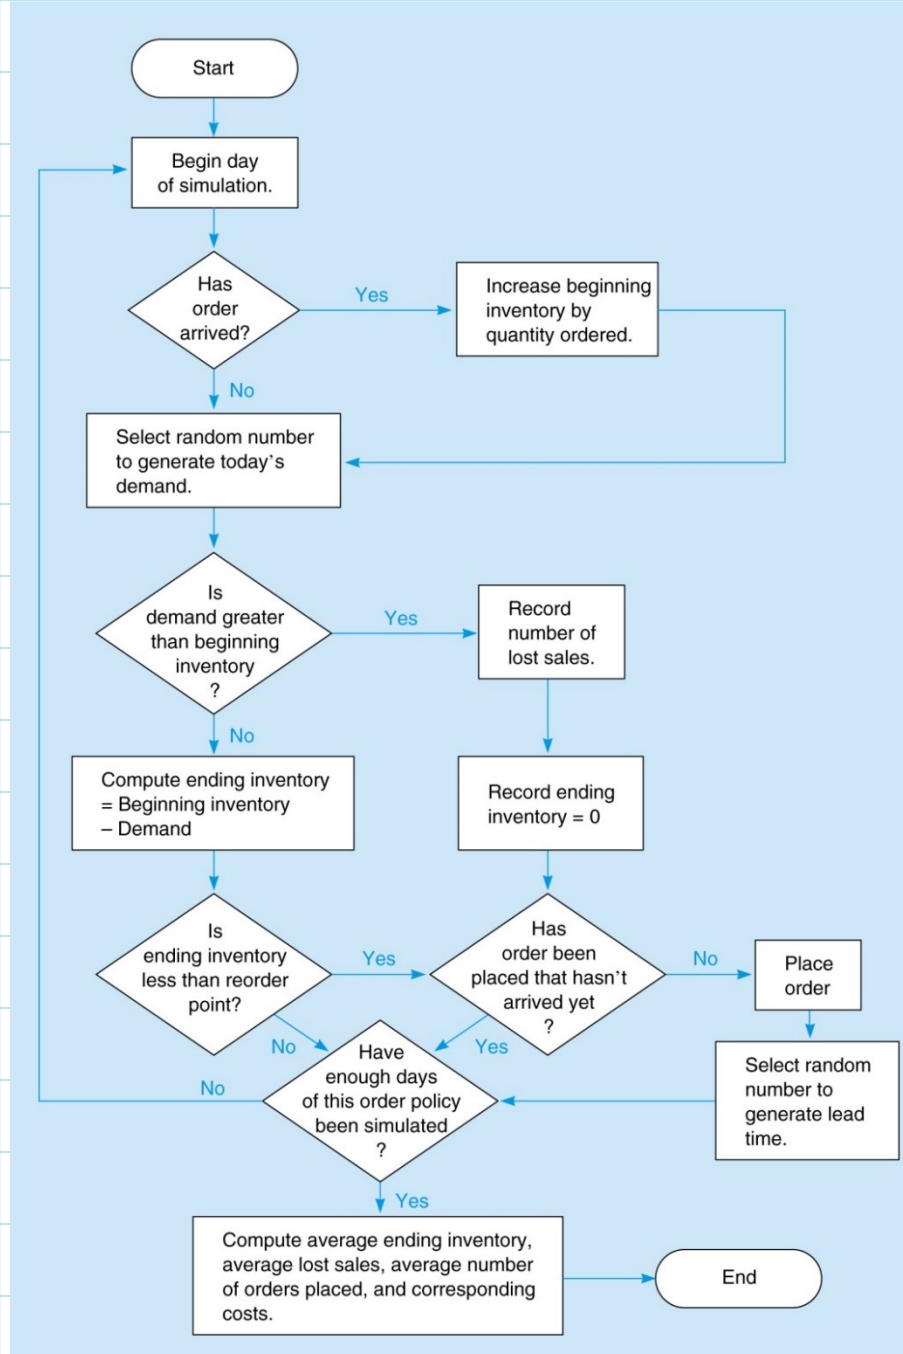 Start
Begin day
of simulation.
Has
order
arrived?
Yes
Increase beginning
inventory by
quantity ordered.
No
Select random number
to generate today’s
demand.
Is
demand greater
than beginning
inventory
?
Yes
Record
number of
lost sales.
No
Compute ending inventory
= Beginning inventory
– Demand
Record ending
inventory = 0
Is
ending inventory
less than reorder
point?
Yes
Has
order been
placed that hasn’t
arrived yet
?
No
Place
order
No
Yes
Select random
number to
generate lead
time.
Have
enough days
of this order policy
been simulated
?
No
Yes
Compute average ending inventory,
average lost sales, average number
of orders placed, and corresponding
costs.
End